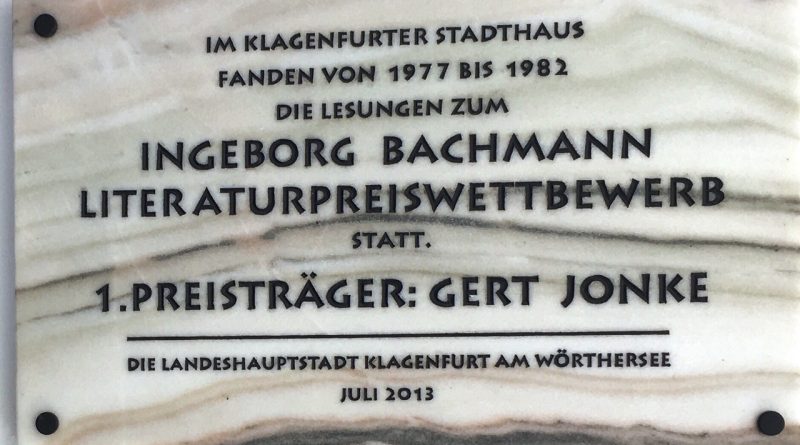 IM KLAGENFURTER STADTHAUS
FANDEN VON 1977 BIS 1982
DIE LESUNGEN ZUM
INGEBORG BACHMANN
LITERATURPREISWETTBEWERB
STATT.
1.PREISTRÄGER: GERT JONKE
DIE LANDESHAUPTSTADT KLAGENFURT AM WÖRTHERSEE
JULI 2013